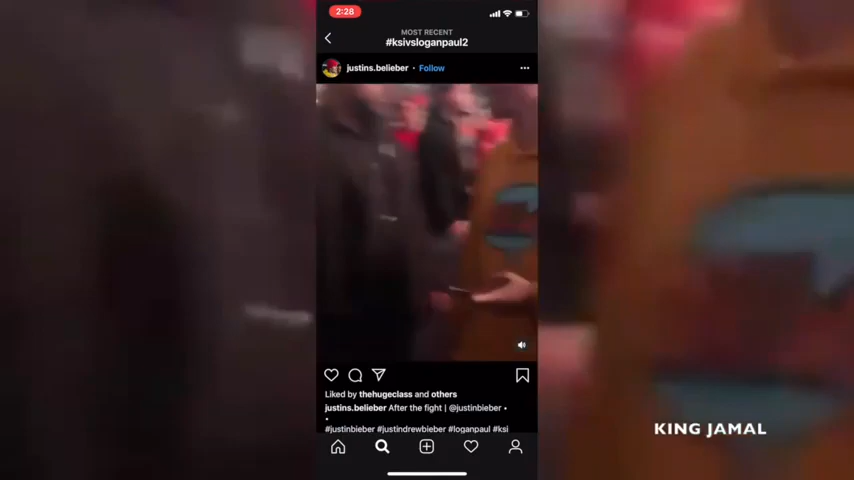 2:28
MOST RECENT
#ksivsloganpaul2
justins.belieber • Follow
Liked by thehugeclass and others
justins.belieber After the fight | @justinbieber •
•
#justinbieber #justindrewbieber #loganpaul #ksi
KING JAMAL